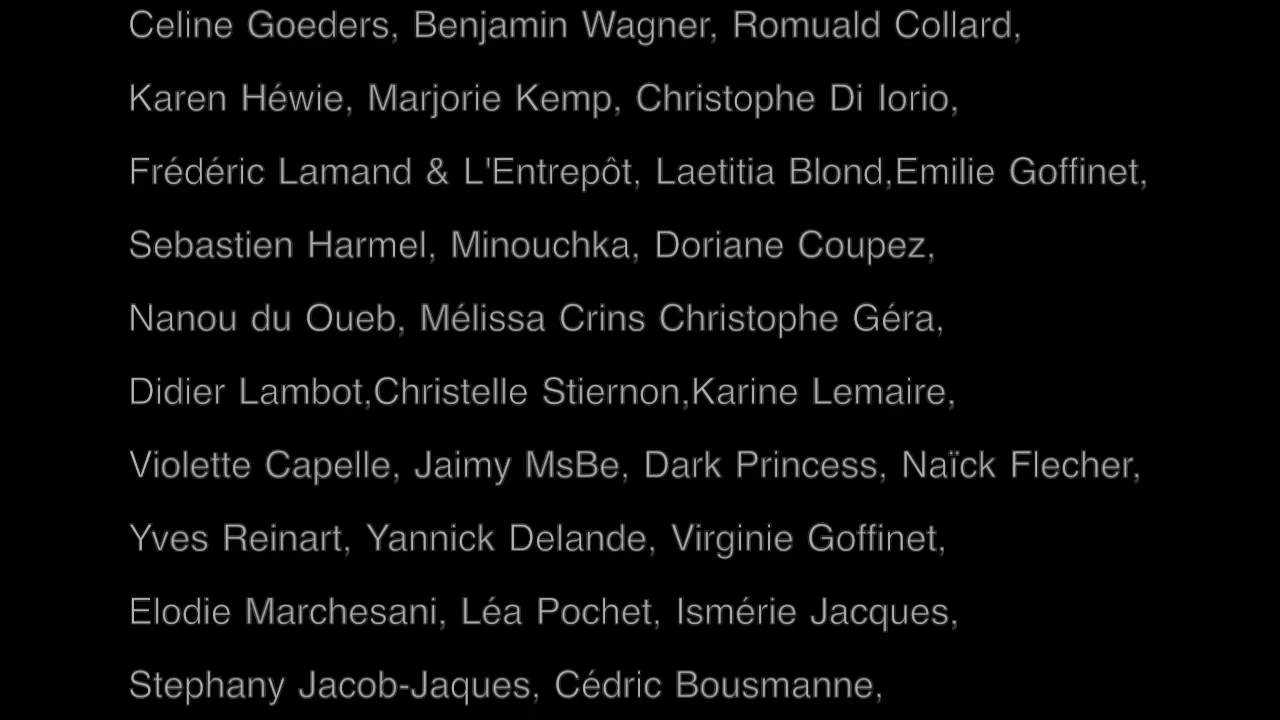 Celine Goeders, Benjamin Wagner, Romuald Collard,
Karen Héwie, Marjorie Kemp, Christophe Di Iorio,
Frédéric Lamand & L'Entrepôt, Laetitia Blond,Emilie Goffinet,
Sebastien Harmel, Minouchka, Doriane Coupez,
Nanou du Oueb, Mélissa Crins Christophe Géra,
Didier Lambot,Christelle Stiernon,Karine Lemaire,
Violette Capelle, Jaimy MsBe, Dark Princess, Naïck Flecher,
Yves Reinart, Yannick Delande, Virginie Goffinet,
Elodie Marchesani, Léa Pochet, Ismérie Jacques,
Stephany Jacob-Jaques, Cédric Bousmanne,